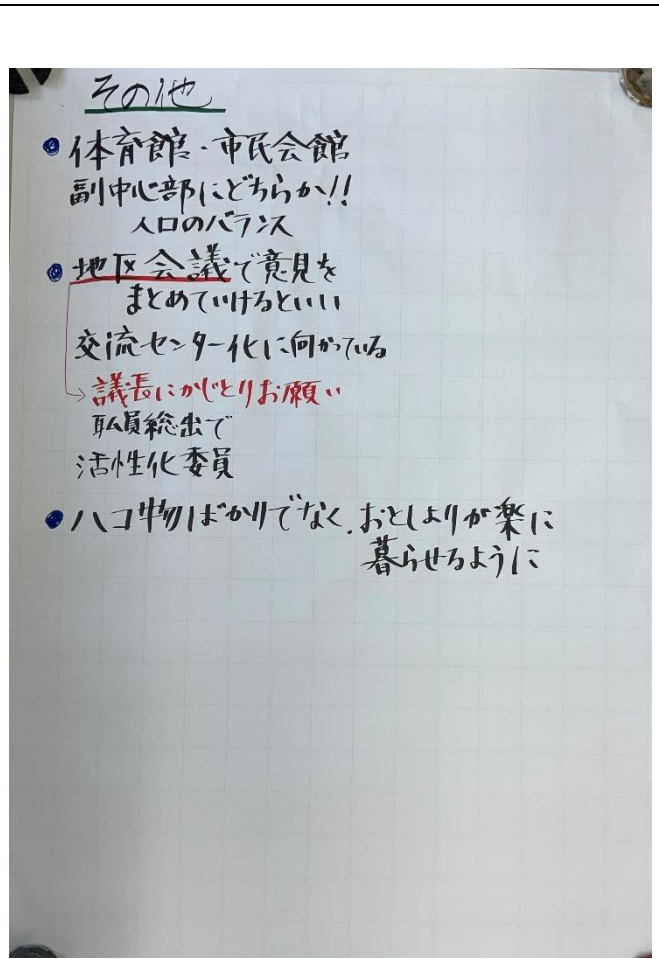 その他
体育館・市民会館
副中心部にどちらか!!
人口のバランス
地区会議で意見を
まとめていけるといい
交流センター化に向かっている
議長にかじとりお願い
職員総出で
活性化委員
ハコ物ばかりでなく、おとしよりが楽に
暮らせるように